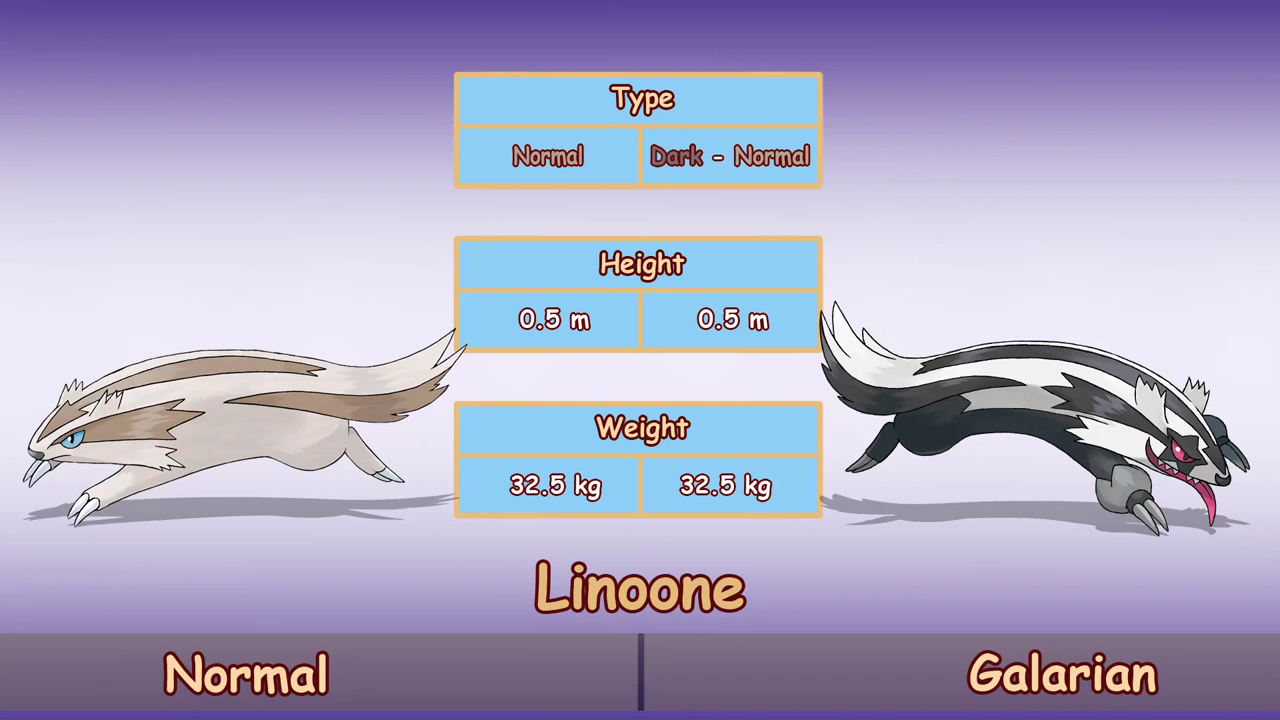 Type
Normal
Dark - Normal
Height
0.5 m
0.5 m
Weight
32.5 kg
32.5 kg
Linoone
Normal
Galarian